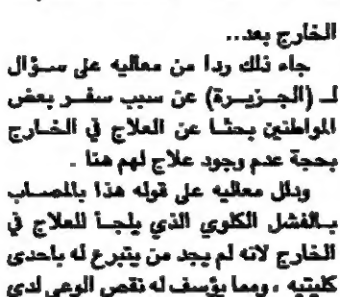 الخارج بعد...
جاء ذلك ردا من معاليه على سؤال
لـ (الجزيرة) عن سبب سفر بعض
المواطنين بحثا عن العلاج في الخارج
بحجة عدم وجود علاج لهم هنا .
ودلل معاليه على قوله هذا بالمصاب
بالفشل الكلوي الذي يلجأ للعلاج في
الخارج لانه لم يجد من يتبرع له باحدى
كليتيه ، ومما يؤسف له نقص الوعي لدى